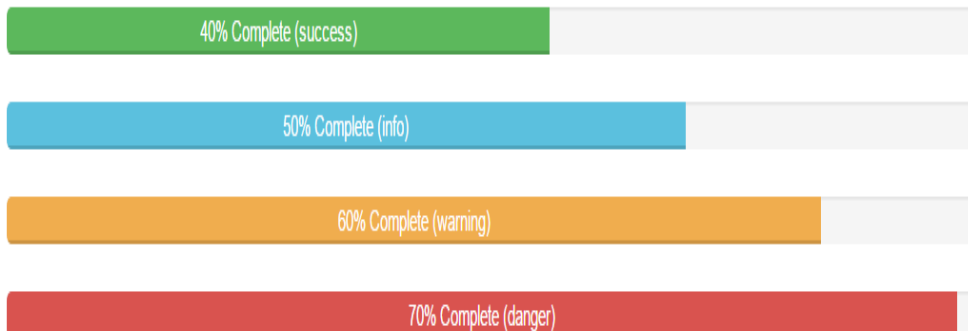 40% Complete (success)
50% Complete (info)
60% Complete (warning)
70% Complete (danger)